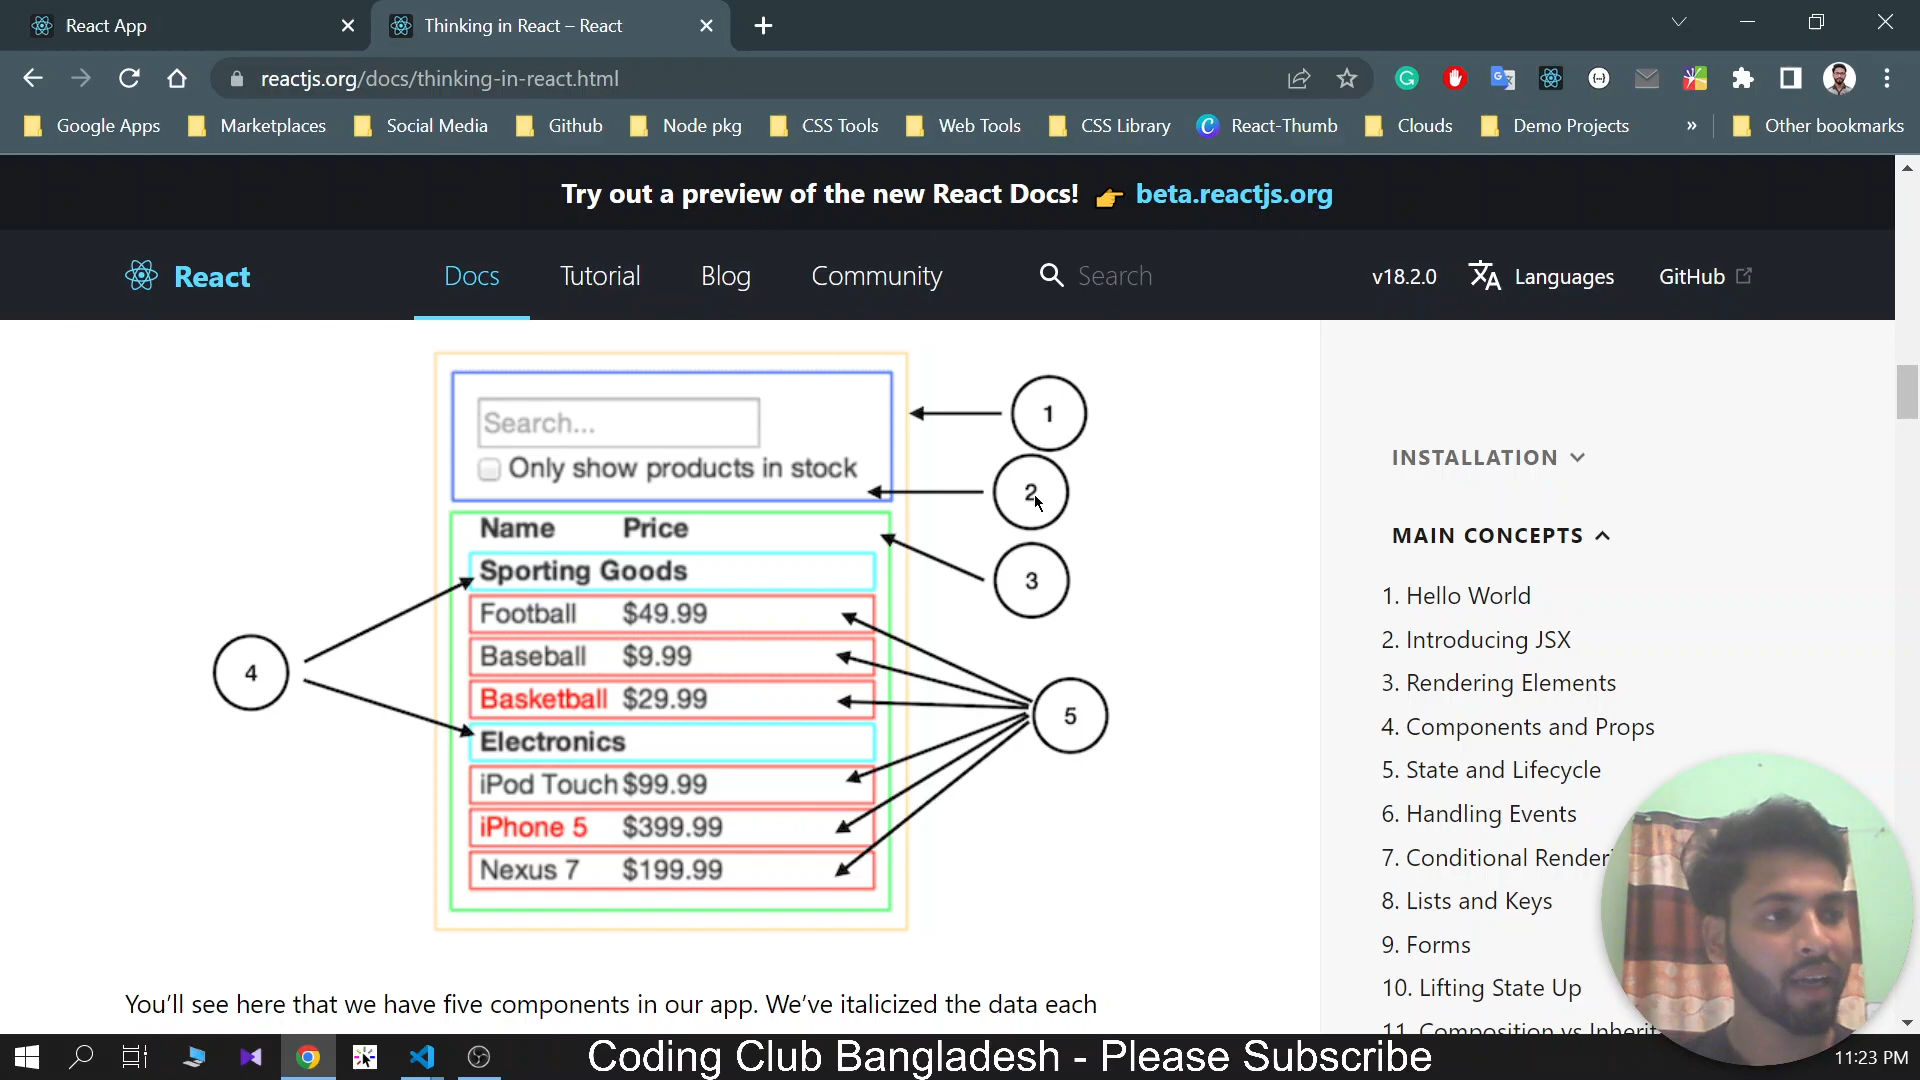 React App
Thinking in React – React
reactjs.org/docs/thinking-in-react.html
Google Apps
Marketplaces
Social Media
Github
Node pkg
CSS Tools
Web Tools
CSS Library
React-Thumb
Clouds
Demo Projects
»
Other bookmarks
Try out a preview of the new React Docs! 👉 beta.reactjs.org
React
Docs
Tutorial
Blog
Community
Search
v18.2.0
Languages
GitHub
Search...
Only show products in stock
Name Price
Sporting Goods
Football $49.99
Baseball $9.99
Basketball $29.99
Electronics
iPod Touch $99.99
iPhone 5 $399.99
Nexus 7 $199.99
1
2
3
4
5
You'll see here that we have five components in our app. We've italicized the data each
INSTALLATION
MAIN CONCEPTS
1. Hello World
2. Introducing JSX
3. Rendering Elements
4. Components and Props
5. State and Lifecycle
6. Handling Events
7. Conditional Renderi
8. Lists and Keys
9. Forms
10. Lifting State Up
11. Composition vs Inherit
Coding Club Bangladesh - Please Subscribe
11:23 PM